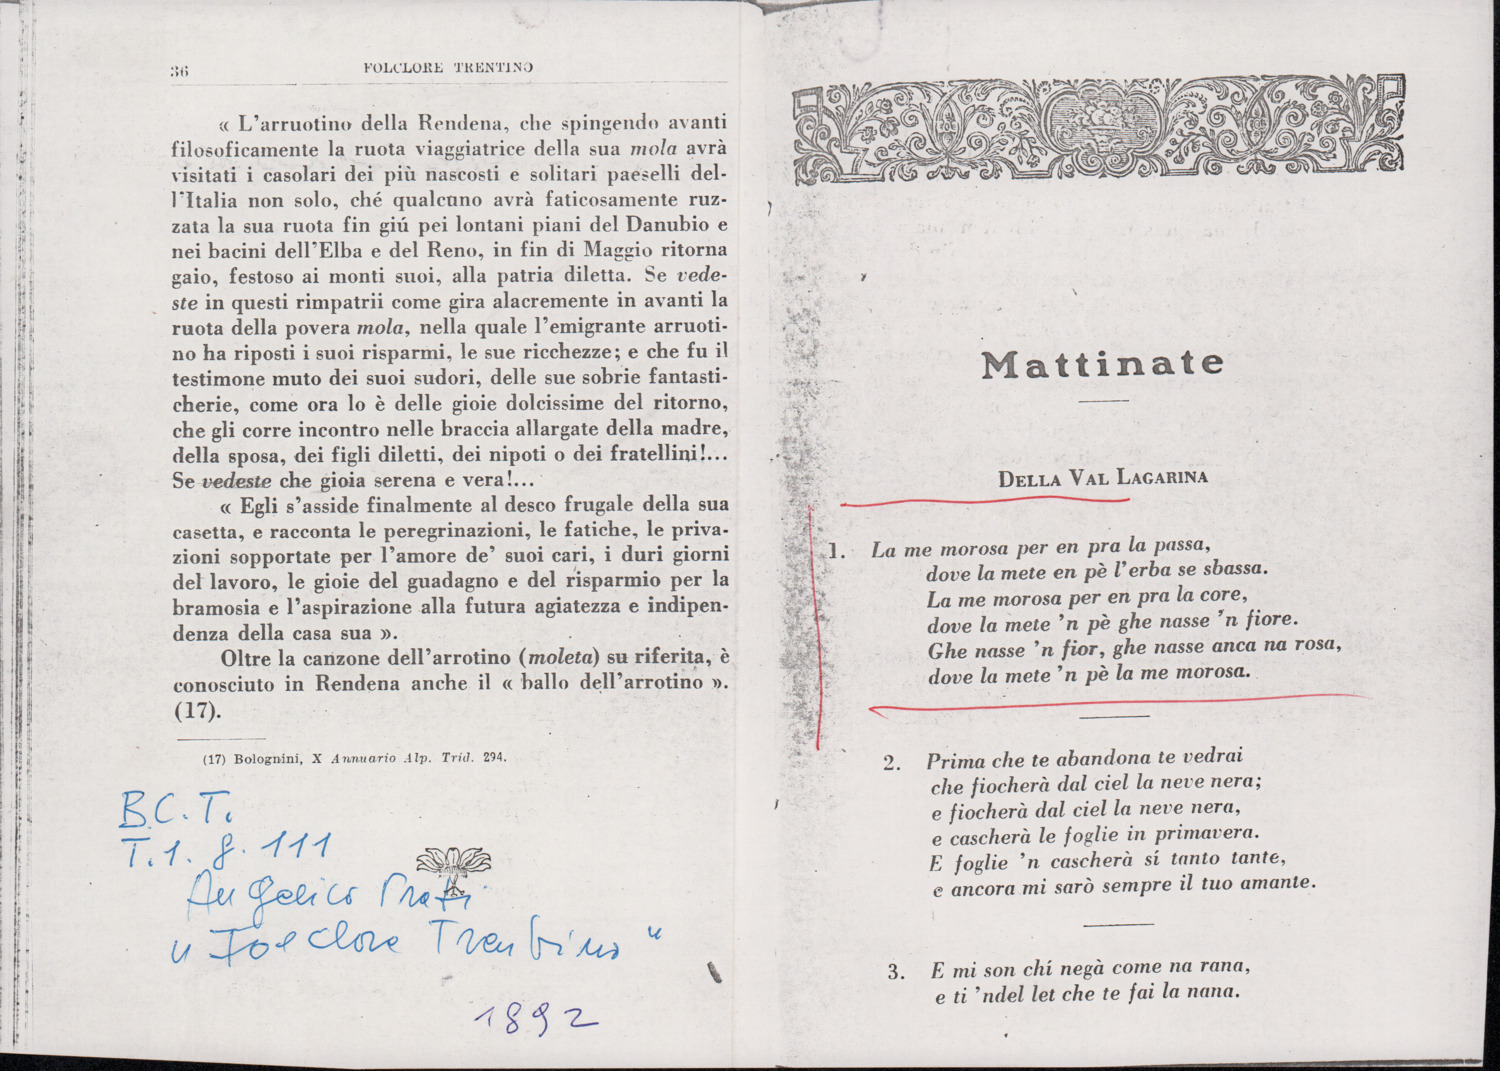 36
FOLCLORE TRENTINO
« L'arruotino della Rendena, che spingendo avanti
filosoficamente la ruota viaggiatrice della sua mola avrà
visitati i casolari dei più nascosti e solitari paeselli del-
l'Italia non solo, ché qualcuno avrà faticosamente ruz-
zata la sua ruota fin giú pei lontani piani del Danubio e
nei bacini dell'Elba e del Reno, in fin di Maggio ritorna
gaio, festoso ai monti suoi, alla patria diletta. Se vede-
ste in questi rimpatrii come gira alacremente in avanti la
ruota della povera mola, nella quale l'emigrante arruoti-
no ha riposti i suoi risparmi, le sue ricchezze; e che fu il
testimone muto dei suoi sudori, delle sue sobrie fantasti-
cherie, come ora lo è delle gioie dolcissime del ritorno,
che gli corre incontro nelle braccia allargate della madre,
della sposa, dei figli diletti, dei nipoti o dei fratellini!...
Se vedeste che gioia serena e vera!...
« Egli s'asside finalmente al desco frugale della sua
casetta, e racconta le peregrinazioni, le fatiche, le priva-
zioni sopportate per l'amore de' suoi cari, i duri giorni
del lavoro, le gioie del guadagno e del risparmio per la
bramosia e l'aspirazione alla futura agiatezza e indipen-
denza della casa sua ».
Oltre la canzone dell'arrotino (moleta) su riferita, è
conosciuto in Rendena anche il « ballo dell'arrotino ».
(17).
(17) Bolognini, X Annuario Alp. Trid. 294.
B.C.T.
T.1. g. 111
Angelico Prati
"Folclore Trentino"
1892
Mattinate
DELLA VAL LAGARINA
1. La me morosa per en pra la passa,
dove la mete en pè l'erba se sbassa.
La me morosa per en pra la core,
dove la mete 'n pè ghe nasse 'n fiore.
Ghe nasse 'n fior, ghe nasse anca na rosa,
dove la mete 'n pè la me morosa.
2. Prima che te abandona te vedrai
che fiocherà dal ciel la neve nera;
e fiocherà dal ciel la neve nera,
e cascherà le foglie in primavera.
E foglie 'n cascherà sí tanto tante,
e ancora mi sarò sempre il tuo amante.
3. E mi son chí negà come na rana,
e ti 'ndel let che te fai la nana.